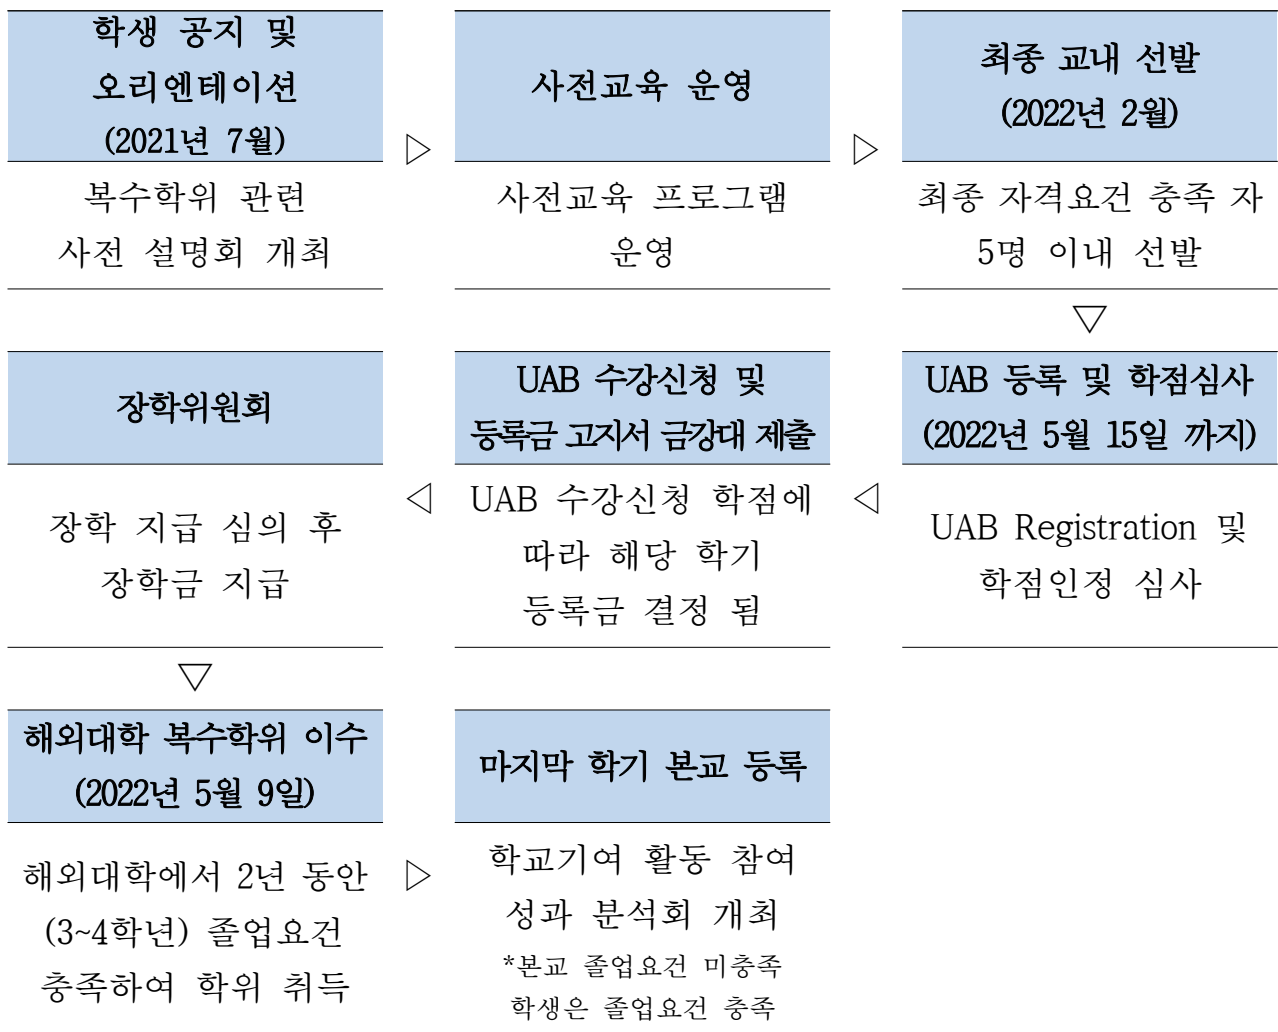 학생 공지 및
오리엔테이션
(2021년 7월)
복수학위 관련
사전 설명회 개최
▷
사전교육 운영
사전교육 프로그램
운영
▷
최종 교내 선발
(2022년 2월)
최종 자격요건 충족 자
5명 이내 선발
▽
UAB 등록 및 학점심사
(2022년 5월 15일 까지)
UAB Registration 및
학점인정 심사
◁
UAB 수강신청 및
등록금 고지서 금강대 제출
UAB 수강신청 학점에
따라 해당 학기
등록금 결정 됨
◁
장학위원회
장학 지급 심의 후
장학금 지급
▽
해외대학 복수학위 이수
(2022년 5월 9일)
해외대학에서 2년 동안
(3~4학년) 졸업요건
충족하여 학위 취득
▷
마지막 학기 본교 등록
학교기여 활동 참여
성과 분석회 개최
*본교 졸업요건 미충족
학생은 졸업요건 충족